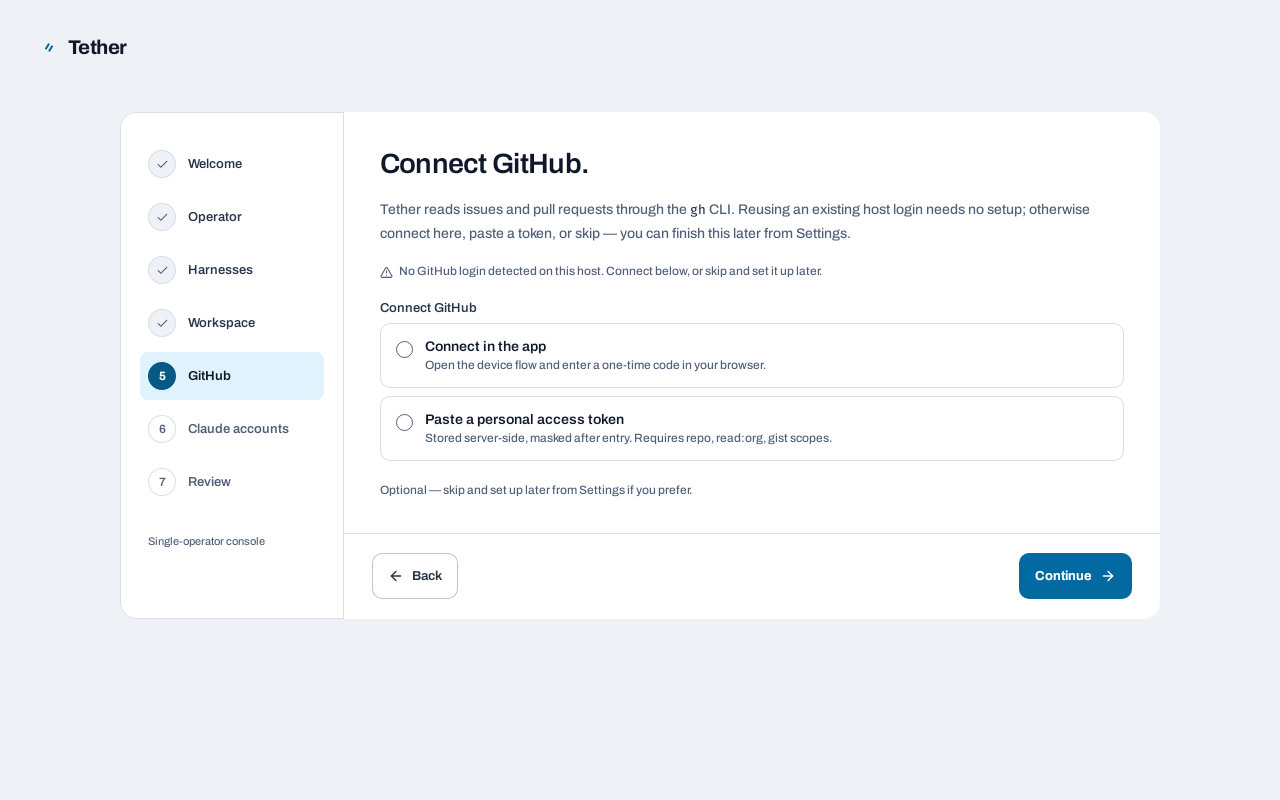 Tether
Welcome
Operator
Harnesses
Workspace
5 GitHub
6 Claude accounts
7 Review
Single-operator console
Connect GitHub.
Tether reads issues and pull requests through the gh CLI. Reusing an existing host login needs no setup; otherwise
connect here, paste a token, or skip — you can finish this later from Settings.
No GitHub login detected on this host. Connect below, or skip and set it up later.
Connect GitHub
Connect in the app
Open the device flow and enter a one-time code in your browser.
Paste a personal access token
Stored server-side, masked after entry. Requires repo, read:org, gist scopes.
Optional — skip and set up later from Settings if you prefer.
Back
Continue